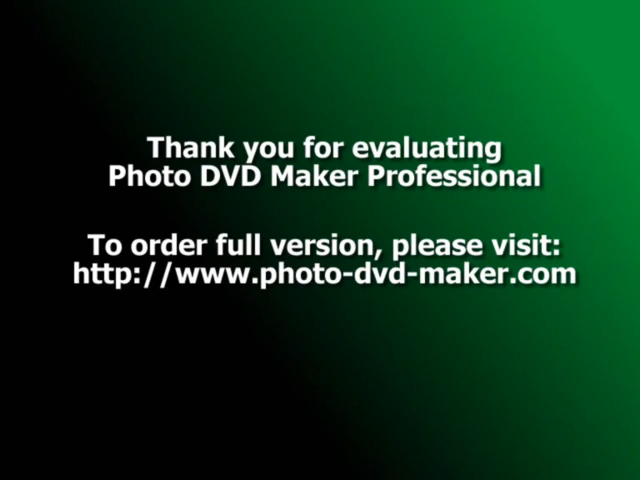 Thank you for evaluating
Photo DVD Maker Professional
To order full version, please visit:
http://www.photo-dvd-maker.com